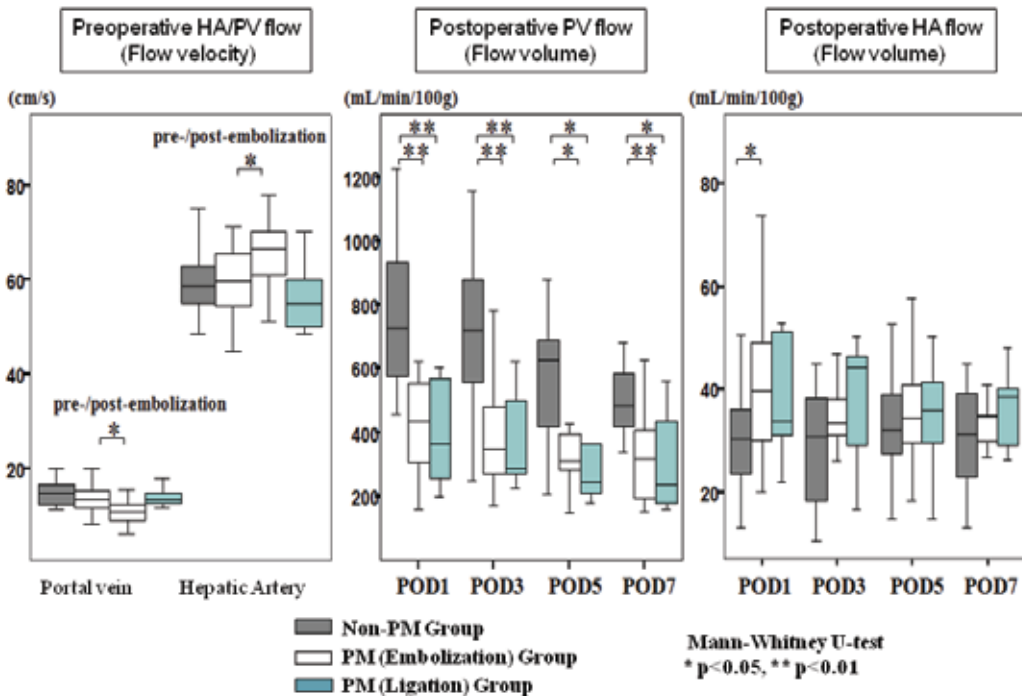 Preoperative HA/PV flow
(Flow velocity)
Postoperative PV flow
(Flow volume)
Postoperative HA flow
(Flow volume)
(cm/s)
(mL/min/100g)
(mL/min/100g)
pre-/post-embolization
*
80
60
40
pre-/post-embolization
*
20
Portal vein
Hepatic Artery
** ** * *
** ** * **
1200
1000
800
600
400
200
POD1 POD3 POD5 POD7
*
80
60
40
20
POD1 POD3 POD5 POD7
Non-PM Group
PM (Embolization) Group
PM (Ligation) Group
Mann-Whitney U-test
* p<0.05, ** p<0.01